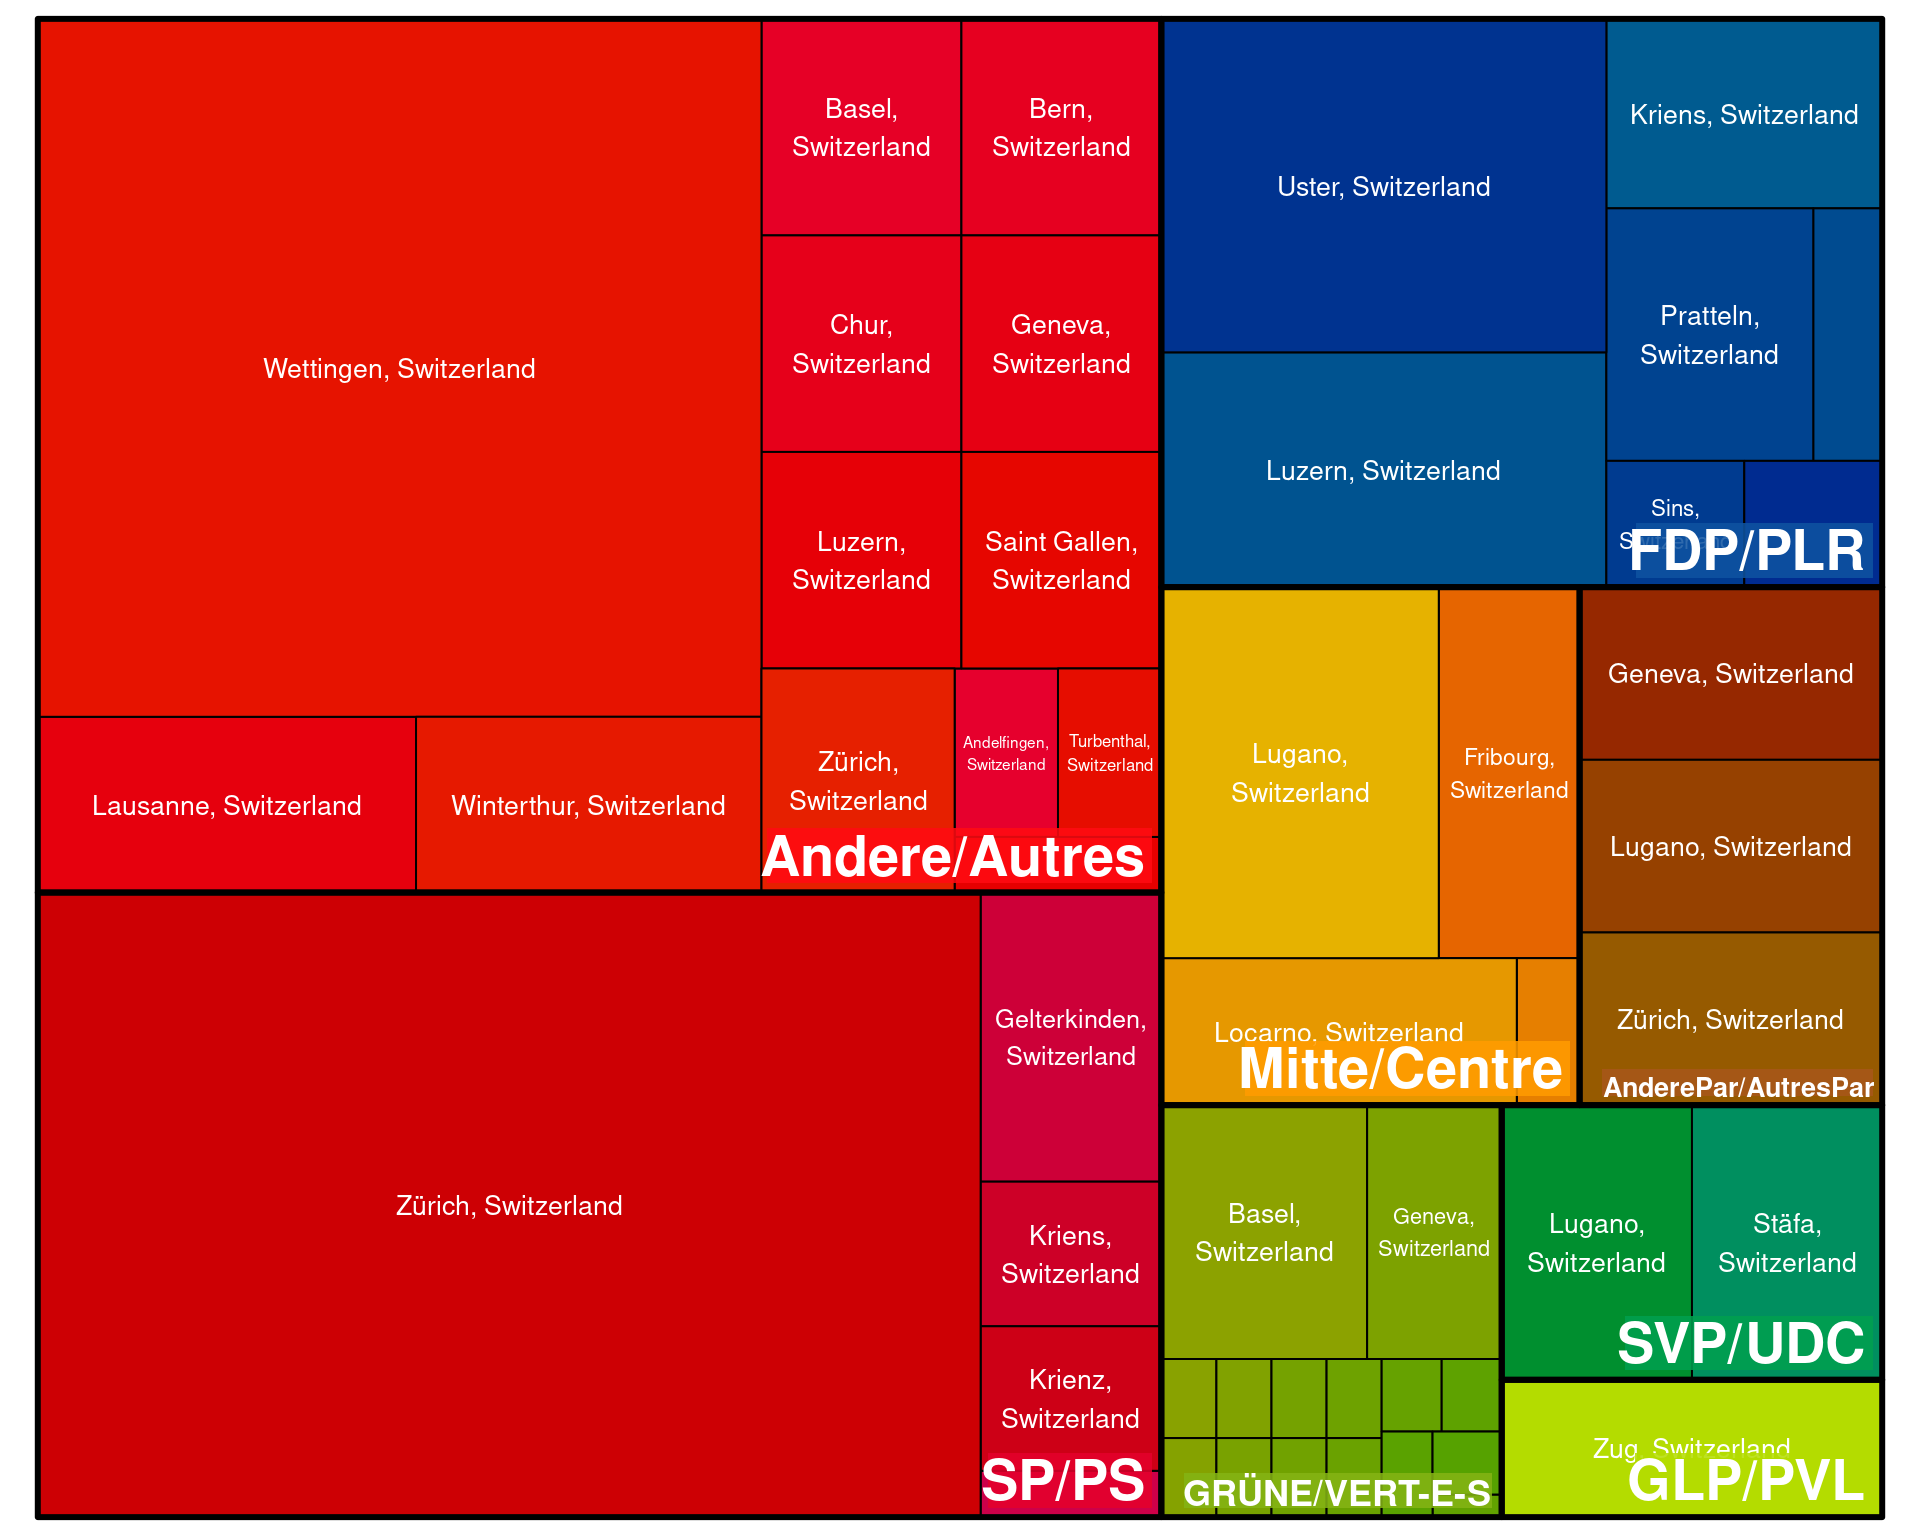 Wettingen, Switzerland
Basel,
Switzerland
Bern,
Switzerland
Chur,
Switzerland
Geneva,
Switzerland
Luzern,
Switzerland
Saint Gallen,
Switzerland
Lausanne, Switzerland
Winterthur, Switzerland
Zürich,
Switzerland
Andelfingen,
Switzerland
Turbenthal,
Switzerland
Andere/Autres
Zürich, Switzerland
Gelterkinden,
Switzerland
Kriens,
Switzerland
Krienz,
Switzerland
SP/PS
Uster, Switzerland
Kriens, Switzerland
Pratteln,
Switzerland
Luzern, Switzerland
Sins,
Switzerland
FDP/PLR
Lugano,
Switzerland
Fribourg,
Switzerland
Locarno, Switzerland
Mitte/Centre
Geneva, Switzerland
Lugano, Switzerland
Zürich, Switzerland
AnderePar/AutresPar
Basel,
Switzerland
Geneva,
Switzerland
GRÜNE/VERT-E-S
Lugano,
Switzerland
Stäfa,
Switzerland
SVP/UDC
Zug, Switzerland
GLP/PVL